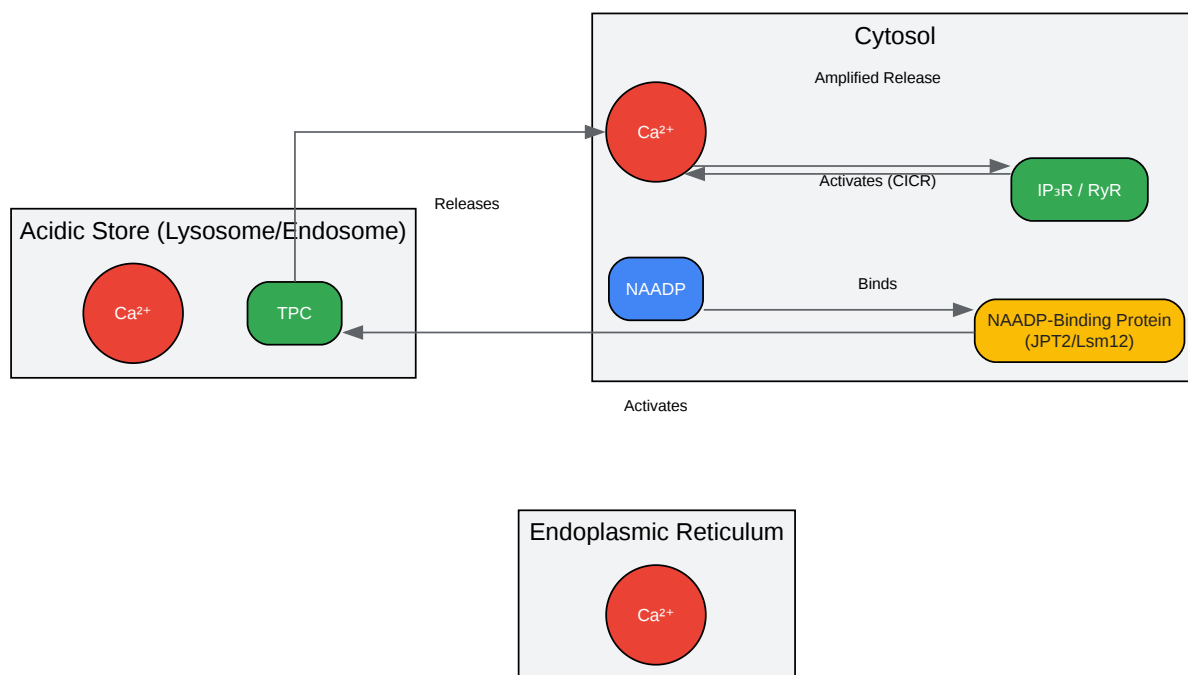 Cytosol
Amplified Release
Ca²⁺
Activates (CICR)
IP₃R / RyR
Releases
Acidic Store (Lysosome/Endosome)
Ca²⁺
TPC
NAADP
Binds
NAADP-Binding Protein
(JPT2/Lsm12)
Activates
Endoplasmic Reticulum
Ca²⁺